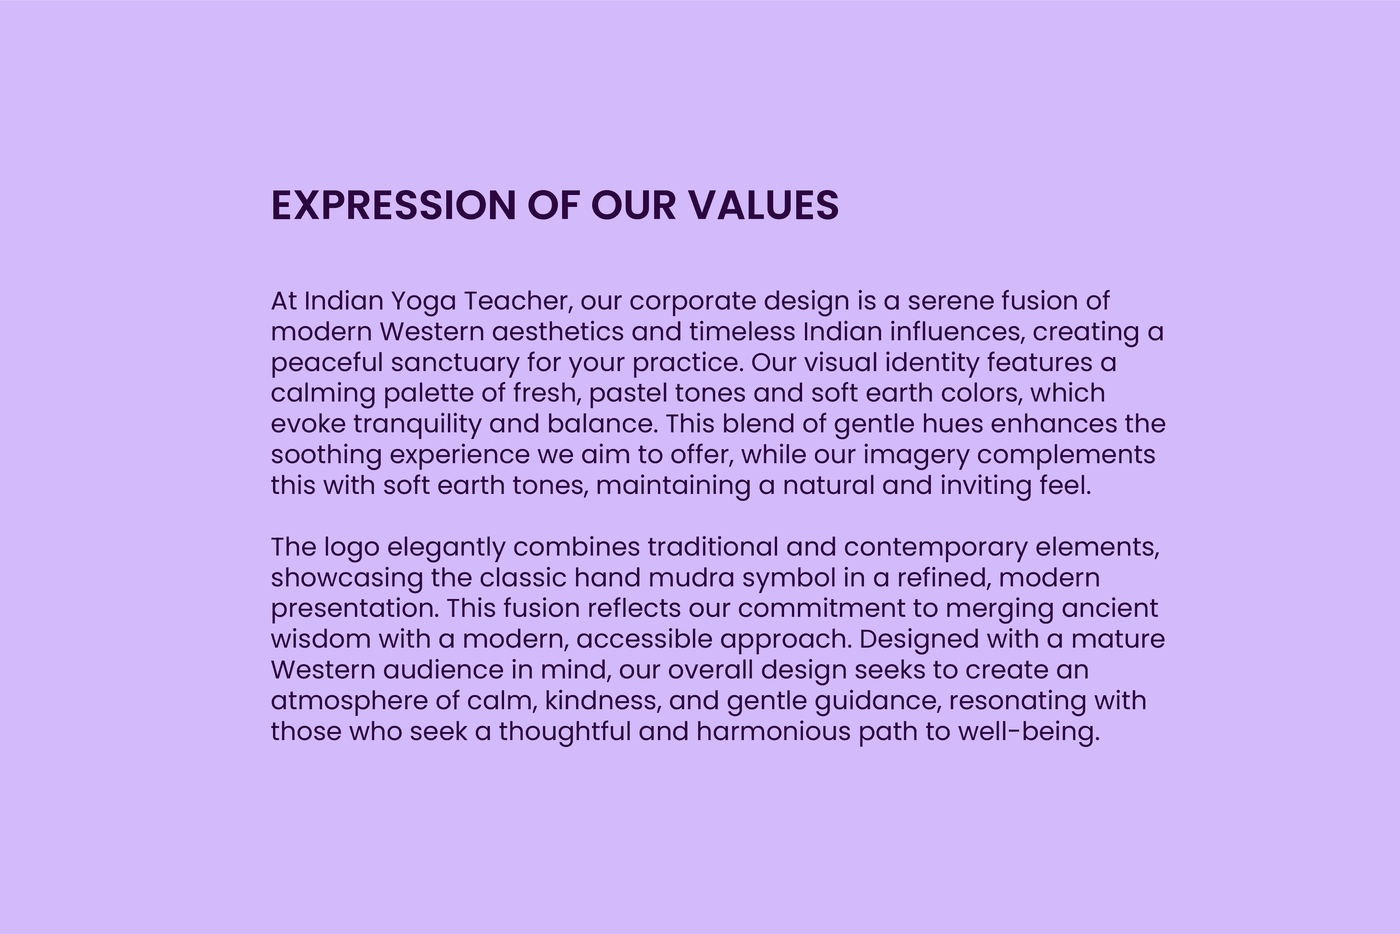 EXPRESSION OF OUR VALUES
At Indian Yoga Teacher, our corporate design is a serene fusion of
modern Western aesthetics and timeless Indian influences, creating a
peaceful sanctuary for your practice. Our visual identity features a
calming palette of fresh, pastel tones and soft earth colors, which
evoke tranquility and balance. This blend of gentle hues enhances the
soothing experience we aim to offer, while our imagery complements
this with soft earth tones, maintaining a natural and inviting feel.
The logo elegantly combines traditional and contemporary elements,
showcasing the classic hand mudra symbol in a refined, modern
presentation. This fusion reflects our commitment to merging ancient
wisdom with a modern, accessible approach. Designed with a mature
Western audience in mind, our overall design seeks to create an
atmosphere of calm, kindness, and gentle guidance, resonating with
those who seek a thoughtful and harmonious path to well-being.